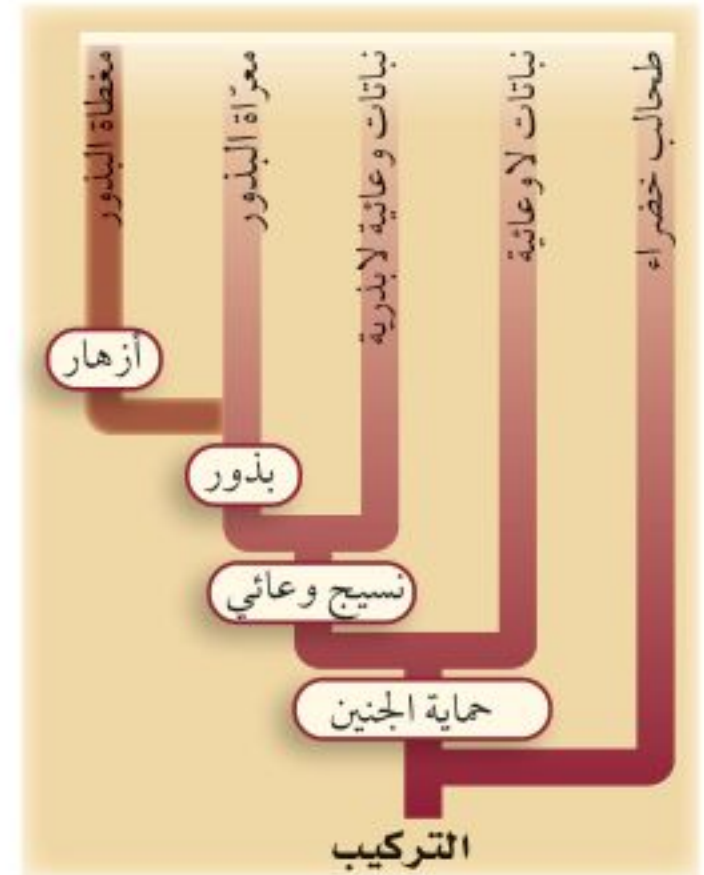 طحالب خضراء
نباتات لاوعائية
نباتات وعائية لابذرية
معرّاة البذور
مغطاة البذور
أزهار
بذور
نسيج وعائي
حماية الجنين
التركيب